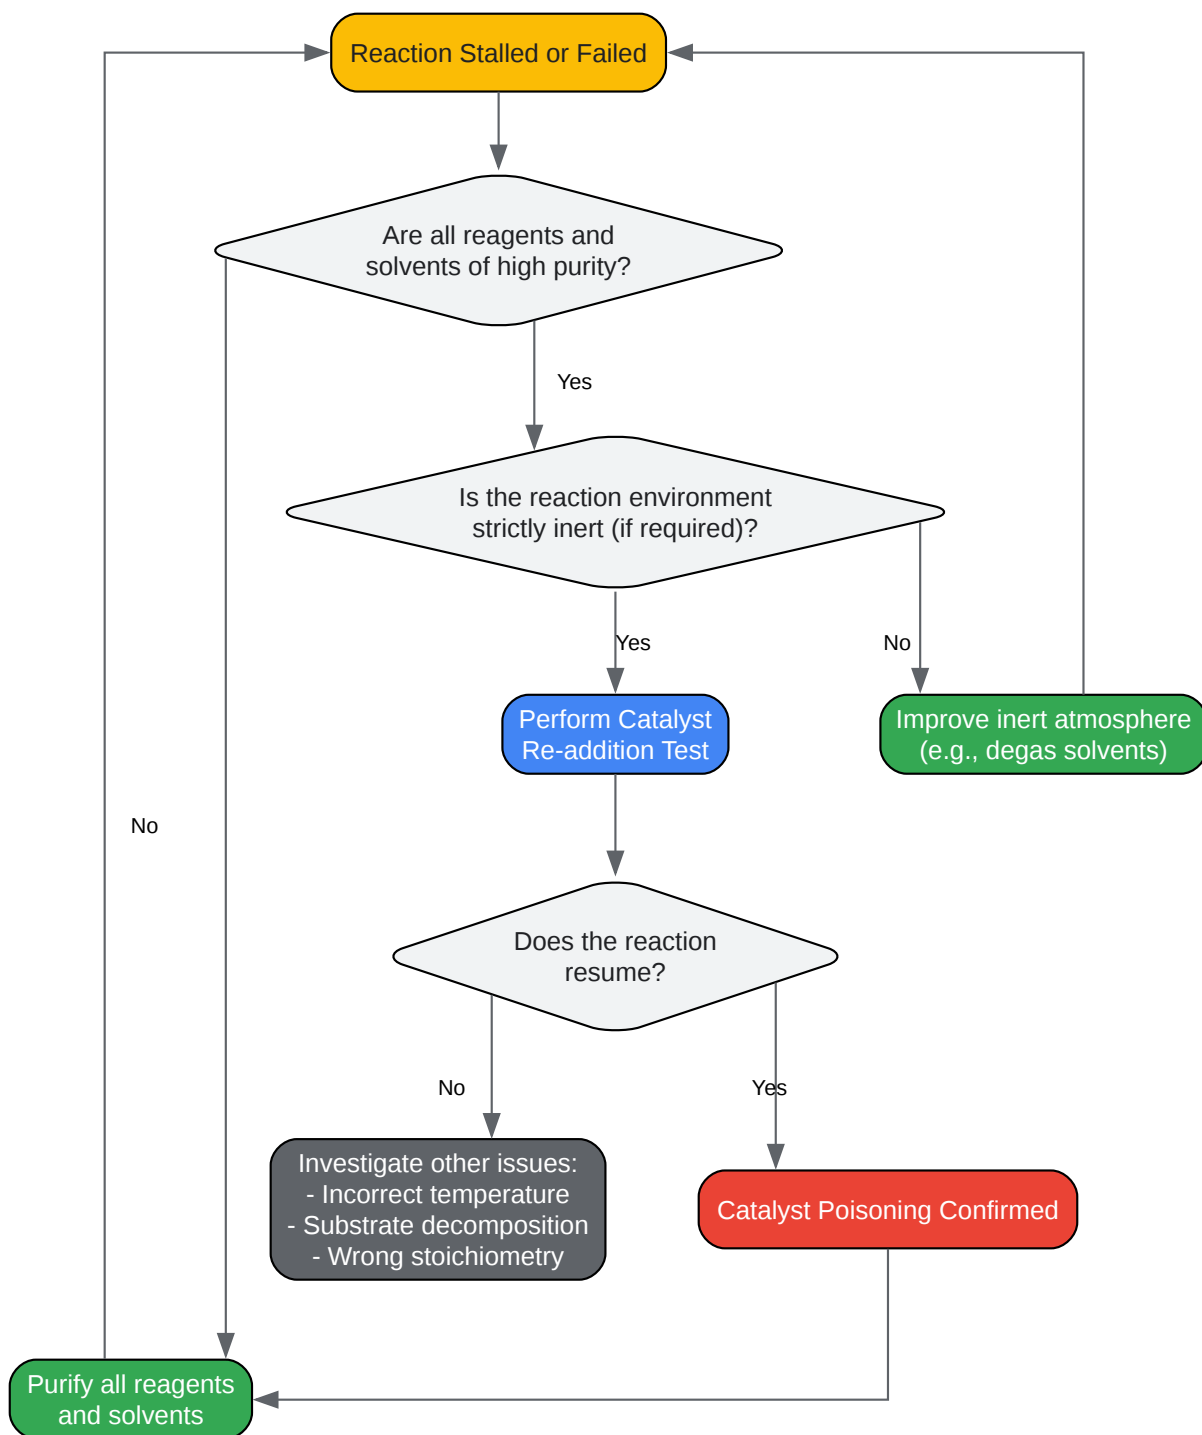 Reaction Stalled or Failed
Are all reagents and
solvents of high purity?
Yes
Is the reaction environment
strictly inert (if required)?
Yes
No
Perform Catalyst
Re-addition Test
Improve inert atmosphere
(e.g., degas solvents)
No
Does the reaction
resume?
No
Yes
Investigate other issues:
- Incorrect temperature
- Substrate decomposition
- Wrong stoichiometry
Catalyst Poisoning Confirmed
Purify all reagents
and solvents